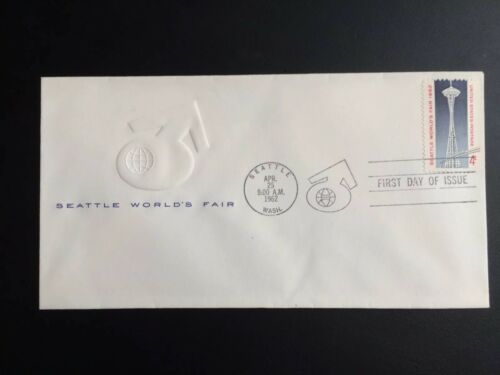 SEATTLE WORLD'S FAIR
SEATTLE
APR.
25
9:00 A.M.
1962
WASH.
FIRST DAY OF ISSUE
SEATTLE WORLD'S FAIR 1962
UNITED STATES POSTAGE
4¢